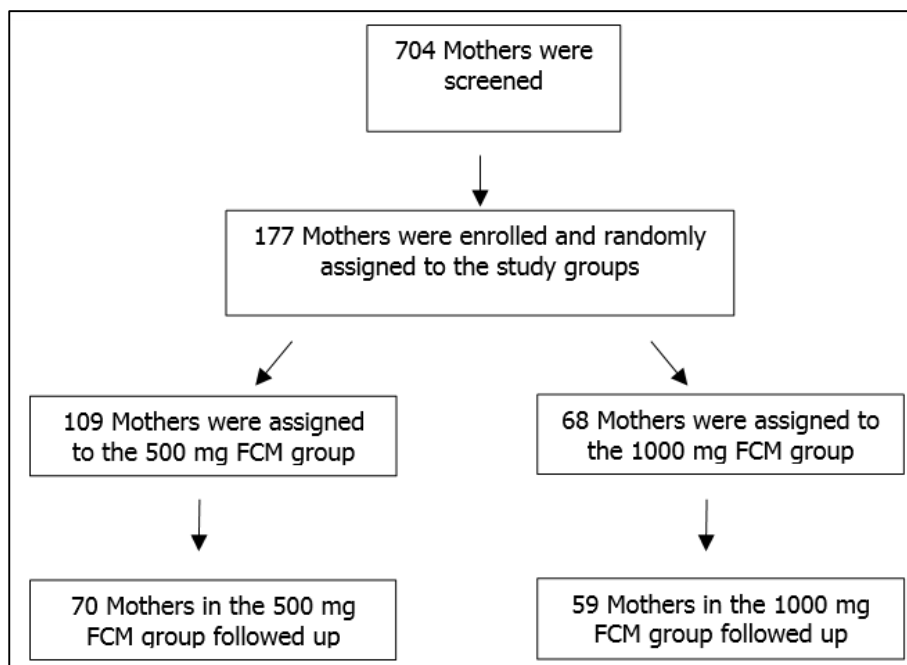 704 Mothers were
screened
177 Mothers were enrolled and randomly
assigned to the study groups
109 Mothers were assigned
to the 500 mg FCM group
68 Mothers were assigned to
the 1000 mg FCM group
70 Mothers in the 500 mg
FCM group followed up
59 Mothers in the 1000 mg
FCM group followed up